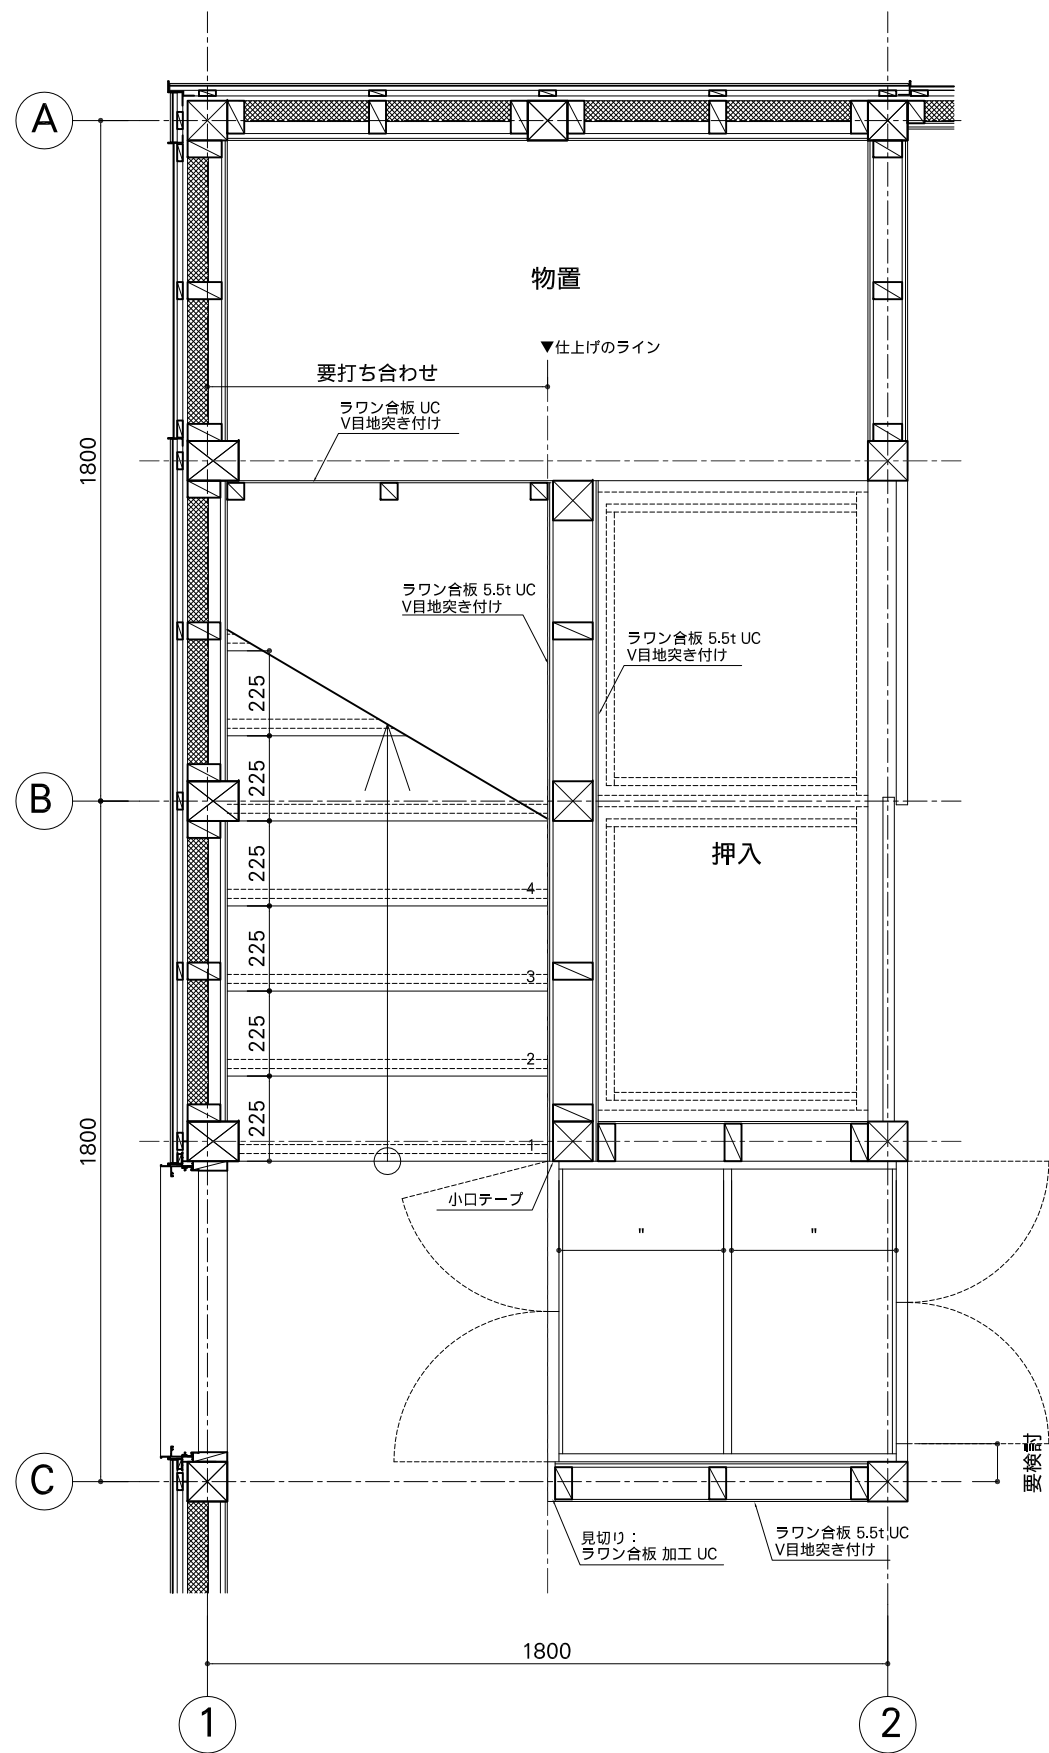 A
物置
▼仕上げのライン
要打ち合わせ
ラワン合板 UC
V目地突き付け
1800
ラワン合板 5.5t UC
V目地突き付け
ラワン合板 5.5t UC
V目地突き付け
225
225
B
押入
225
4
225
3
225
2
225
1
1800
小口テープ
"
"
要検討
C
見切り：
ラワン合板 加工 UC
ラワン合板 5.5t UC
V目地突き付け
1800
1
2